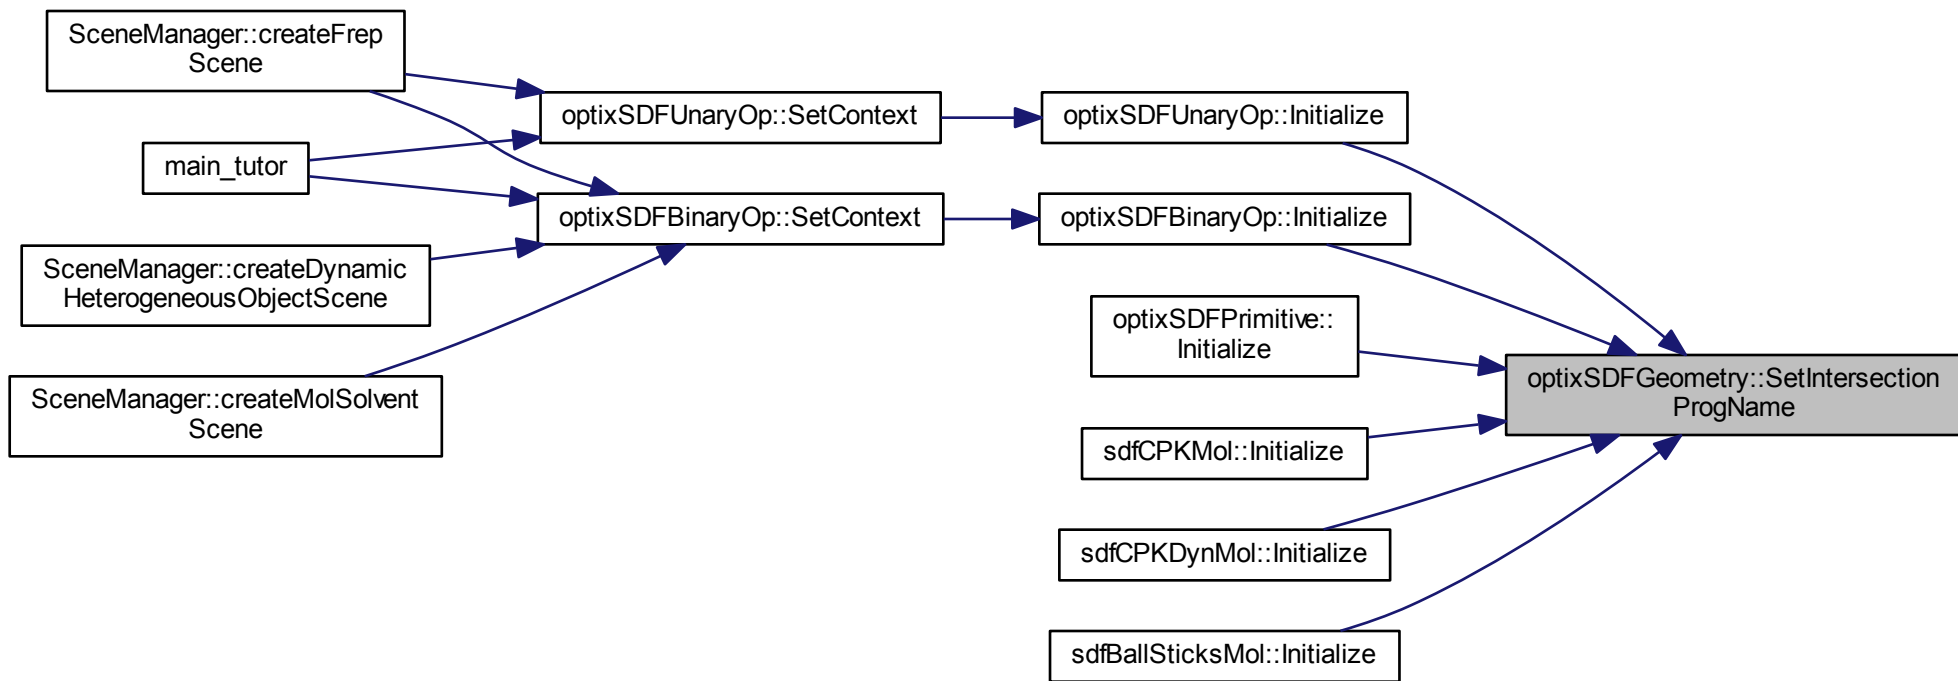 SceneManager::createFrep
Scene
main_tutor
SceneManager::createDynamic
HeterogeneousObjectScene
SceneManager::createMolSolvent
Scene
optixSDFUnaryOp::SetContext
optixSDFBinaryOp::SetContext
optixSDFUnaryOp::Initialize
optixSDFBinaryOp::Initialize
optixSDFPrimitive::
Initialize
sdfCPKMol::Initialize
sdfCPKDynMol::Initialize
sdfBallSticksMol::Initialize
optixSDFGeometry::SetIntersection
ProgName